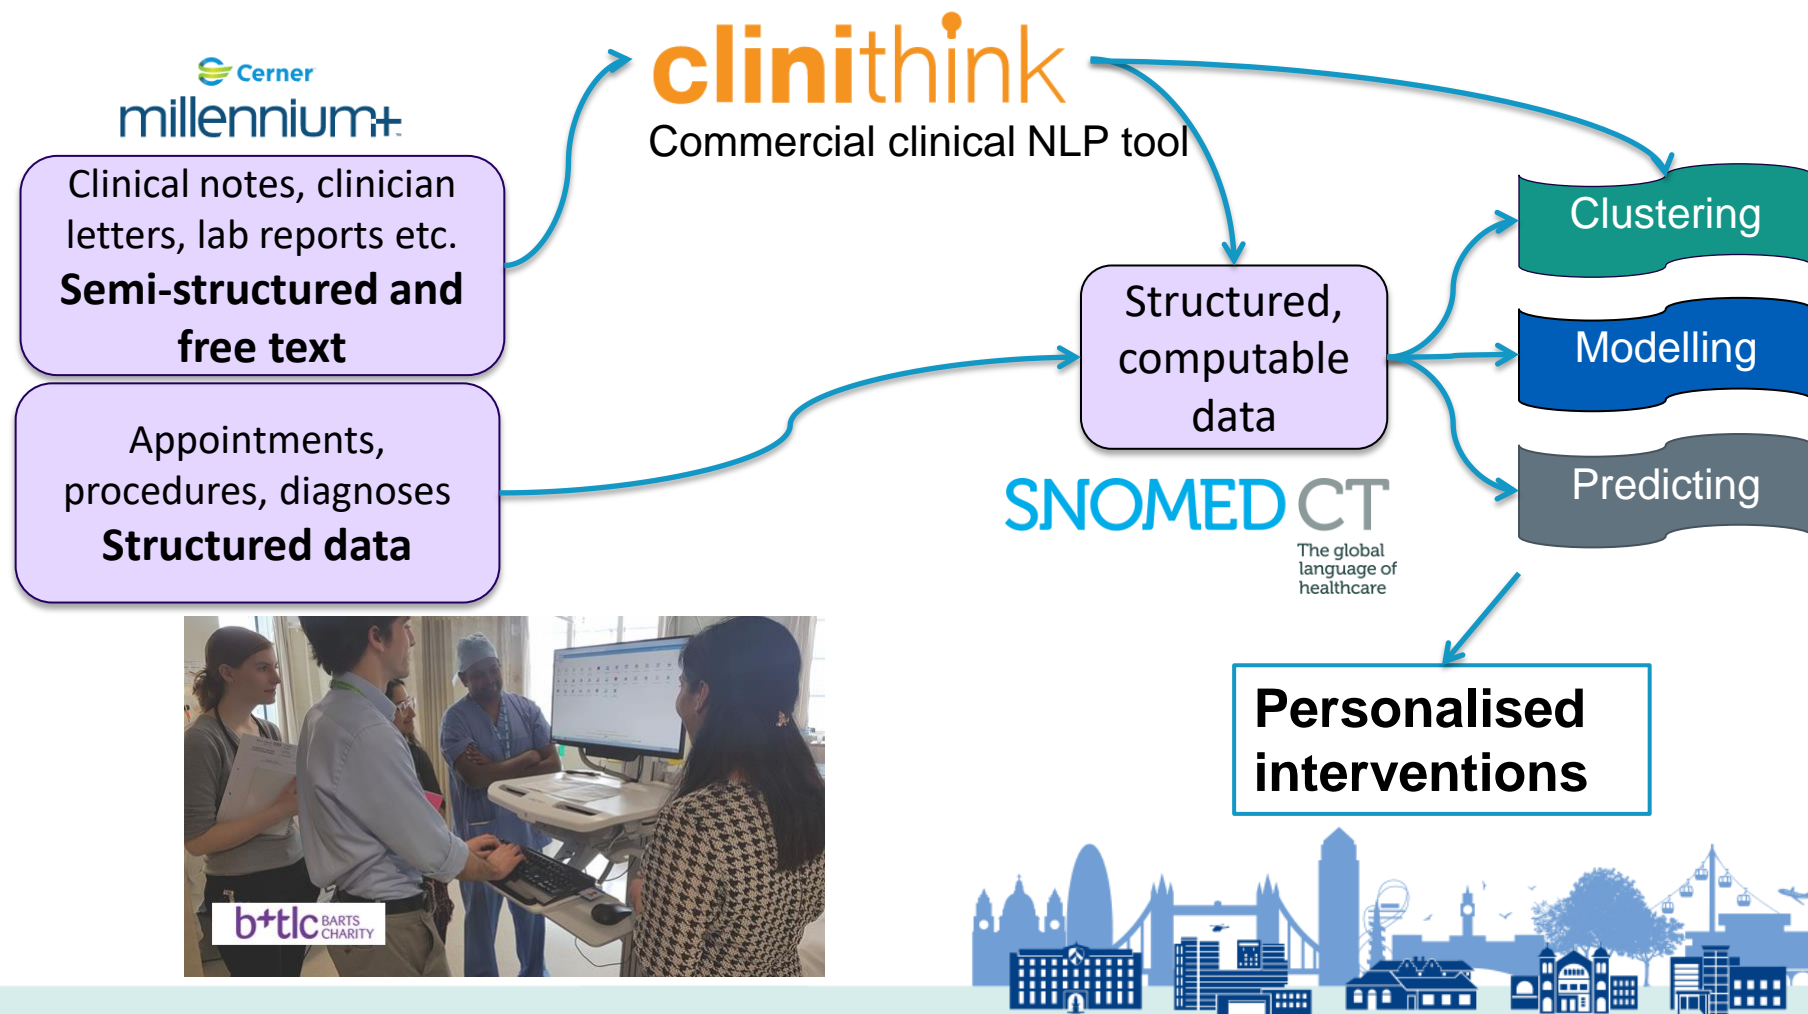 Cerner
millennium+
Clinical notes, clinician
letters, lab reports etc.
Semi-structured and
free text
Appointments,
procedures, diagnoses
Structured data
clinithink
Commercial clinical NLP tool
Structured,
computable
data
SNOMED CT
The global
language of
healthcare
Clustering
Modelling
Predicting
Personalised
interventions
b+tlc BARTS
CHARITY